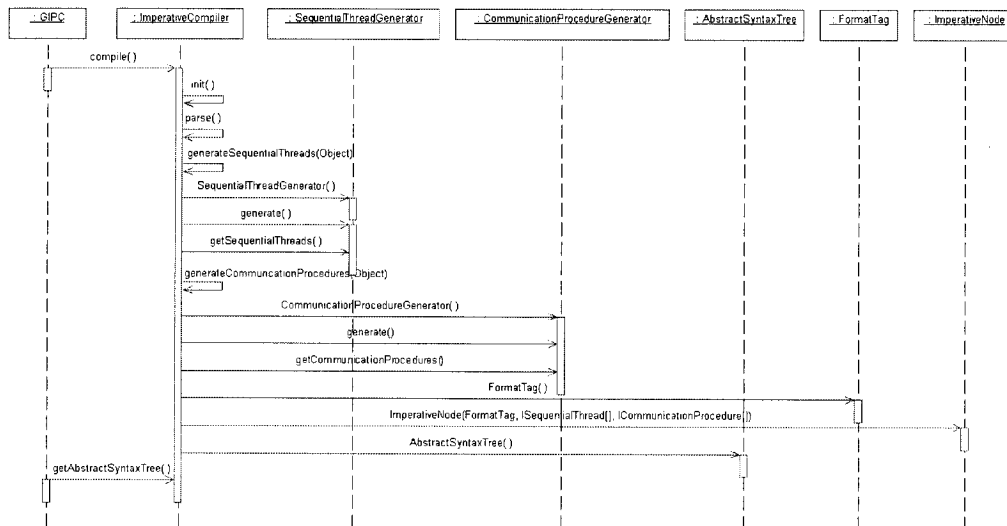 : GIPC
: ImperativeCompiler
: SequentialThreadGenerator
: CommunicationProcedureGenerator
: AbstractSyntaxTree
: FormatTag
: ImperativeNode
compile( )
init( )
parse( )
generateSequentialThreads(Object)
SequentialThreadGenerator( )
generate( )
getSequentialThreads( )
generateCommuncationProcedures(Object)
CommunicationProcedureGenerator( )
generate()
getCommunicationProcedures()
FormatTag( )
ImperativeNode(FormatTag, ISequentialThread[], ICommunicationProcedure[])
AbstractSyntaxTree( )
getAbstractSyntaxTree( )